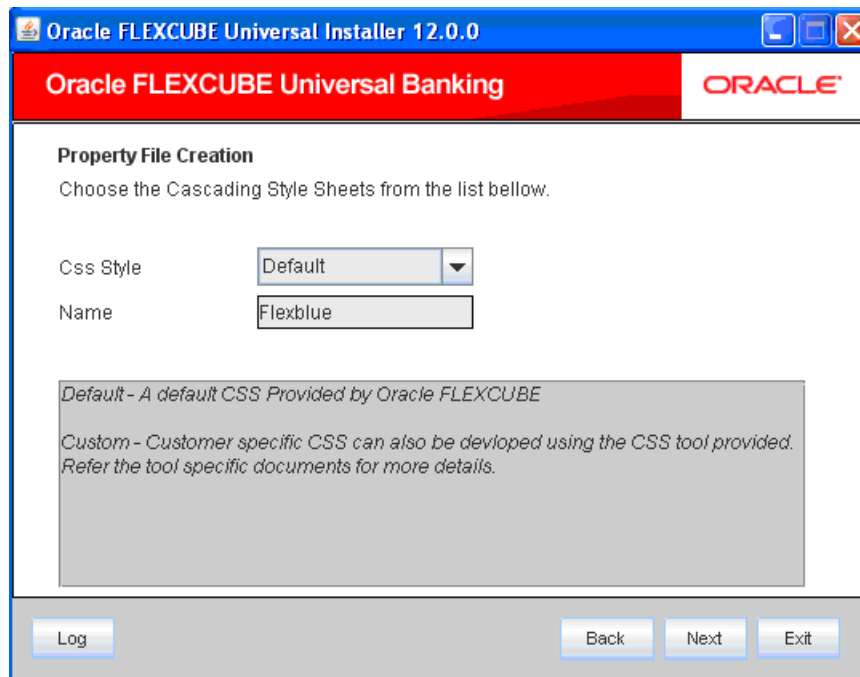 Oracle FLEXCUBE Universal Installer 12.0.0
Oracle FLEXCUBE Universal Banking
ORACLE
Property File Creation
Choose the Cascading Style Sheets from the list bellow.
Css Style
Default
Name
Flexblue
Default - A default CSS Provided by Oracle FLEXCUBE
Custom - Customer specific CSS can also be devloped using the CSS tool provided.
Refer the tool specific documents for more details.
Log
Back
Next
Exit